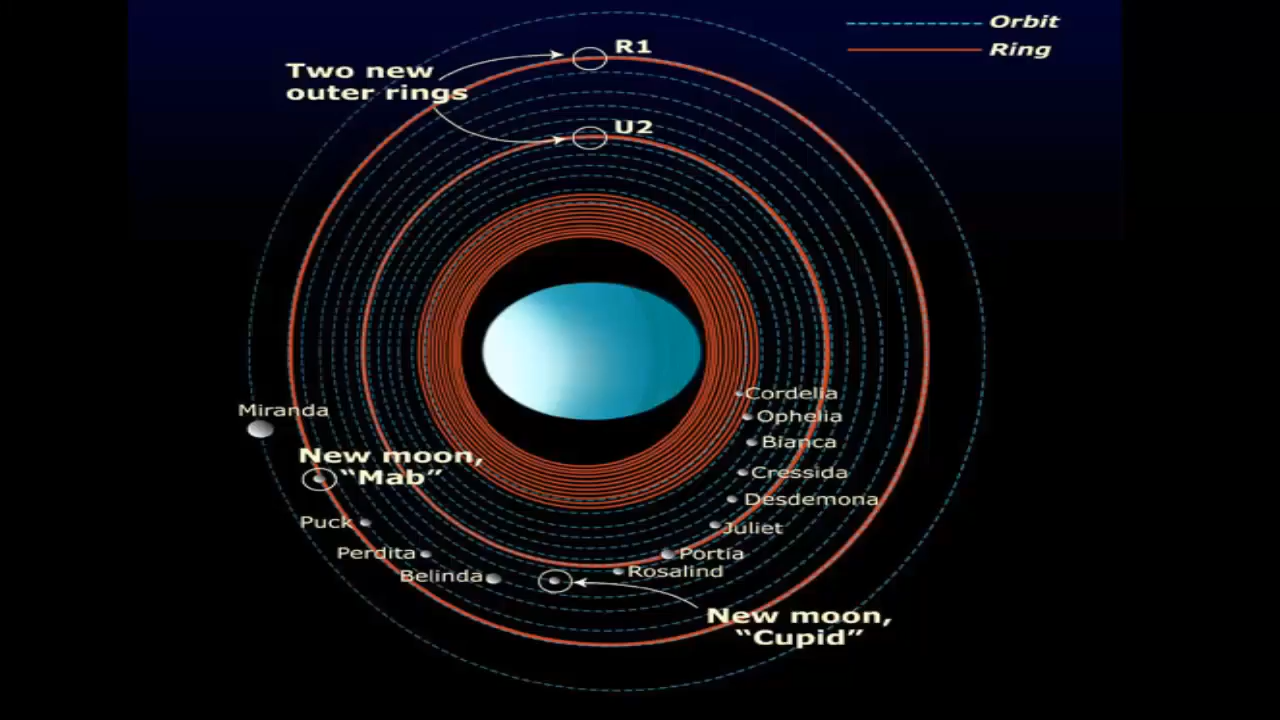 Orbit
Ring
R1
Two new
outer rings
U2
Cordelia
Miranda
Ophelia
Bianca
New moon,
“Mab”
Cressida
Desdemona
Puck
Juliet
Perdita
Portia
Rosalind
Belinda
New moon,
“Cupid”